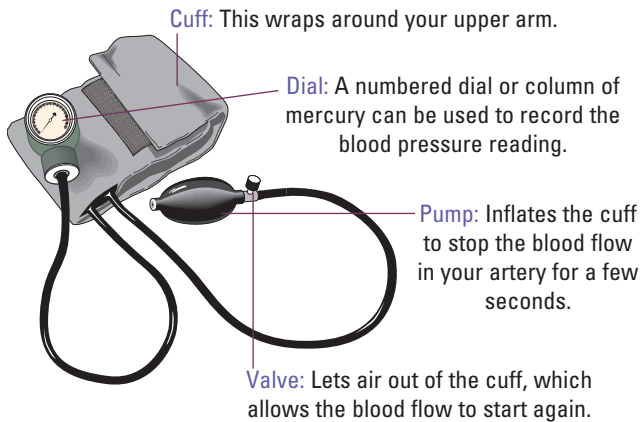 Cuff: This wraps around your upper arm.
Dial: A numbered dial or column of
mercury can be used to record the
blood pressure reading.
Pump: Inflates the cuff
to stop the blood flow
in your artery for a few
seconds.
Valve: Lets air out of the cuff, which
allows the blood flow to start again.